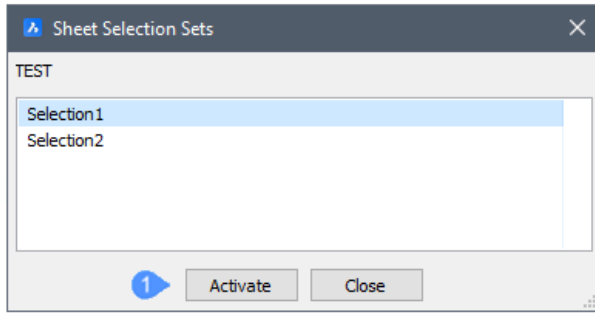 Sheet Selection Sets
TEST
Selection1
Selection2
1 Activate Close